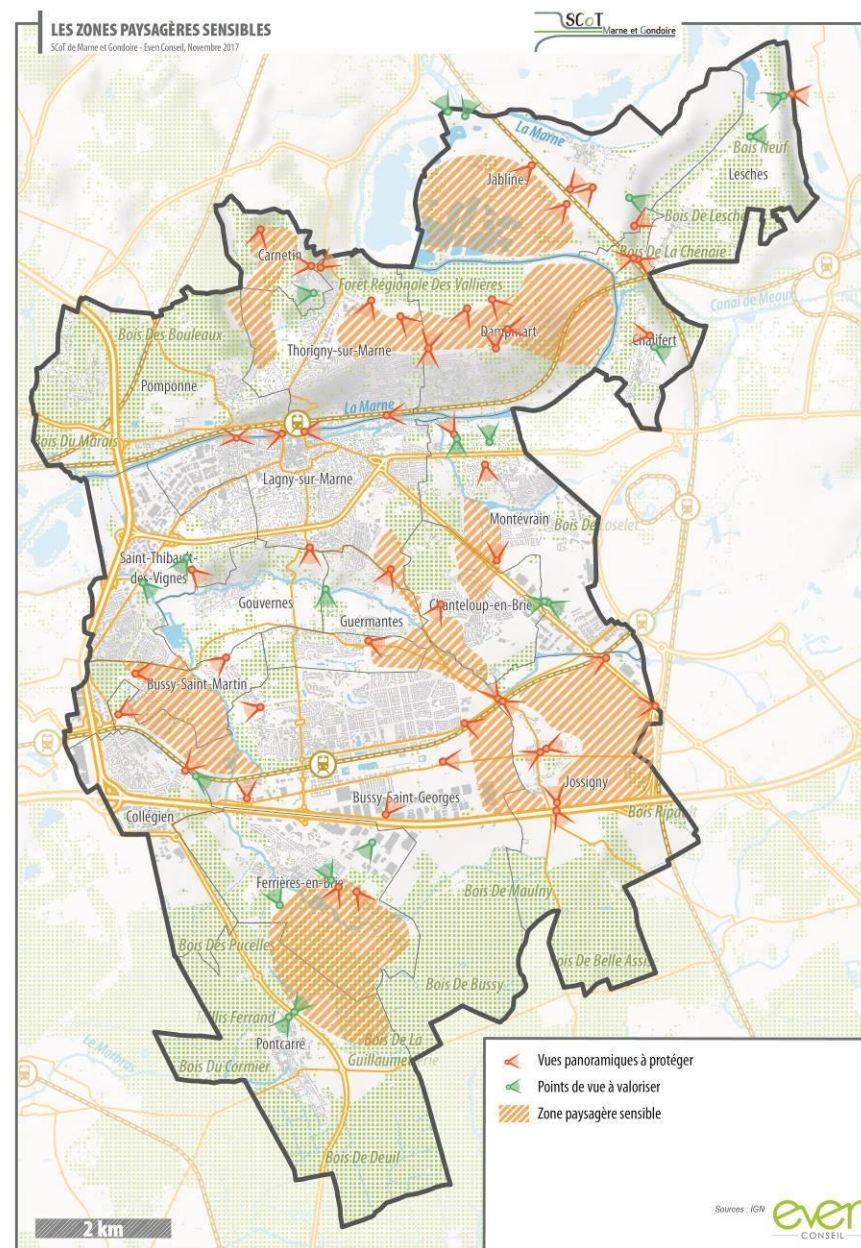 LES ZONES PAYSAGÈRES SENSIBLES
SCoT de Marne et Gondoire - Even Conseil, Novembre 2017
SCoT
Marne et Gondoire
La Marne
Bois Neuf
Lesches
Jablines
Bois De Lesche
Bois De La Chênaie
Carnetin
Forêt Régionale Des Vallières
Canal de Meaux
Bois Des Bouleaux
Dampmart
Chalifert
Thorigny-sur-Marne
Pomponne
La Marne
Bois Du Marais
Lagny-sur-Marne
Montévrain
Bois De Loselet
Saint-Thibault-
des-Vignes
Gouvernes
Chanteloup-en-Brie
Guermantes
Bussy-Saint-Martin
Jossigny
Bussy-Saint-Georges
Collégien
Bois Ripault
Ferrières-en-Brie
Bois De Maulny
Bois Des Pucelles
Bois De Belle Assis
Bois De Bussy
llis Ferrand
Pontcarré
Bois De La
Le Morbras
Bois Du Cormier
Bois De Deuil
Vues panoramiques à protéger
Points de vue à valoriser
Zone paysagère sensible
2 km
Sources : IGN
even
CONSEIL